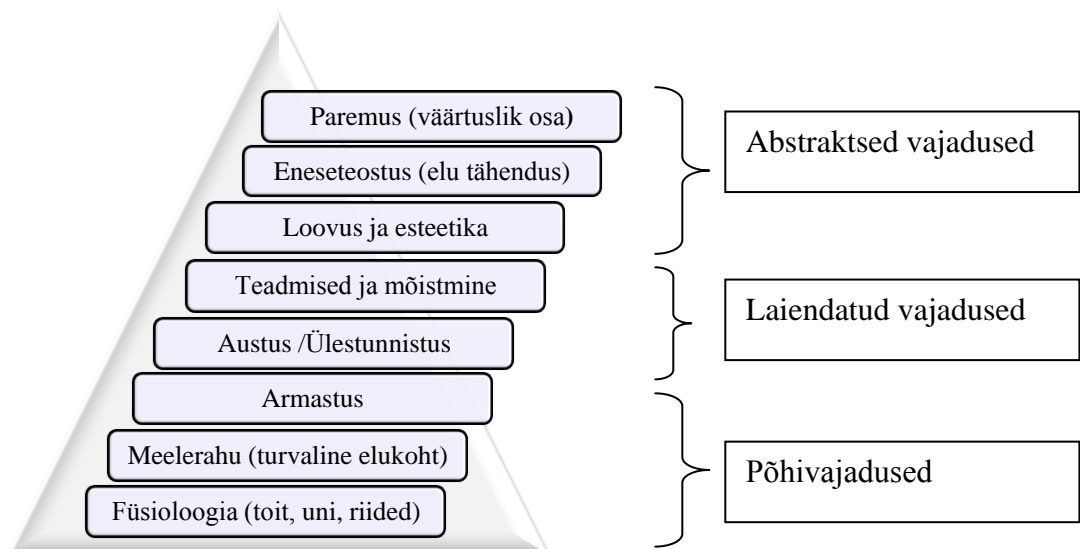 Paremus (väärtuslik osa)
Eneseteostus (elu tähendus)
Loovus ja esteetika
Abstraktsed vajadused
Teadmised ja mõistmine
Austus /Ülestunnistus
Laiendatud vajadused
Armastus
Meelerahu (turvaline elukoht)
Füsioloogia (toit, uni, riided)
Põhivajadused